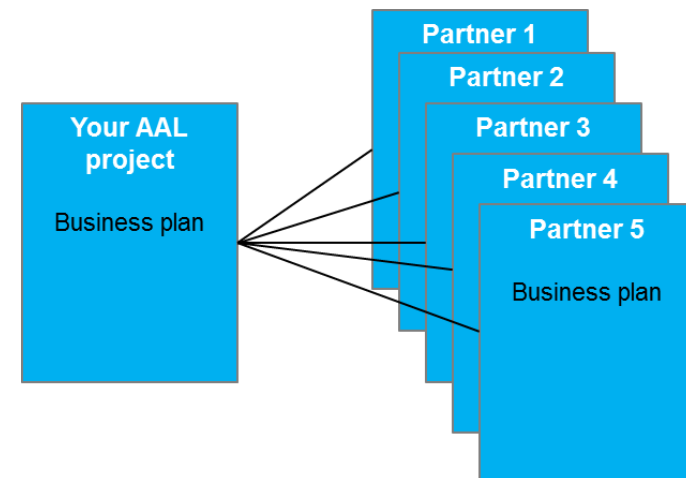 Your AAL
project
Business plan
Partner 1
Partner 2
Partner 3
Partner 4
Partner 5
Business plan